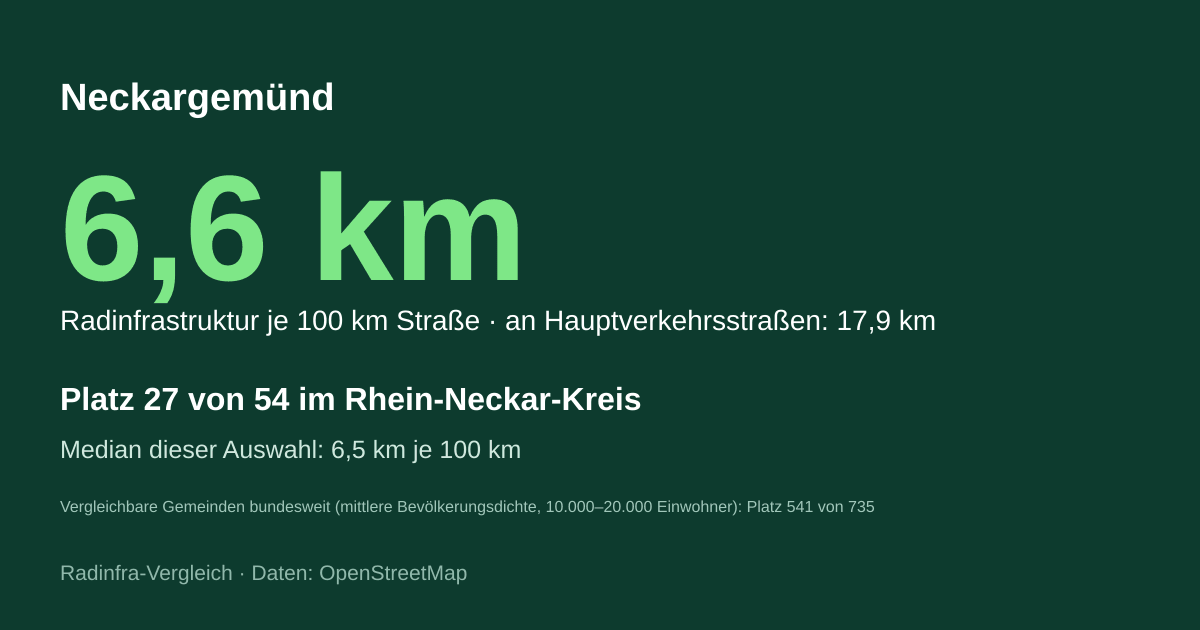 Neckargemünd
6,6 km
Radinfrastruktur je 100 km Straße · an Hauptverkehrsstraßen: 17,9 km
Platz 27 von 54 im Rhein-Neckar-Kreis
Median dieser Auswahl: 6,5 km je 100 km
Vergleichbare Gemeinden bundesweit (mittlere Bevölkerungsdichte, 10.000–20.000 Einwohner): Platz 541 von 735
Radinfra-Vergleich · Daten: OpenStreetMap